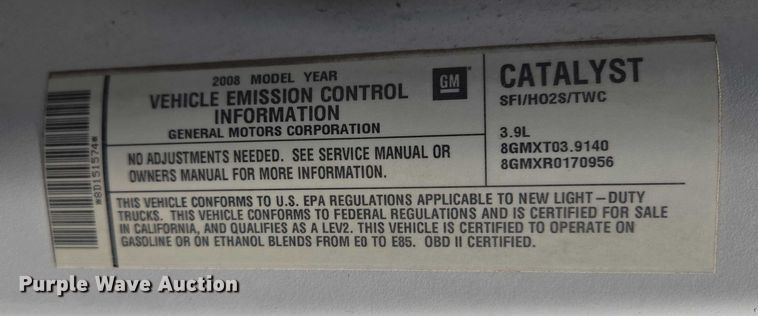 2008 MODEL YEAR
VEHICLE EMISSION CONTROL
INFORMATION
GENERAL MOTORS CORPORATION
GM
CATALYST
SFI/HO2S/TWC
3.9L
8GMXT03.9140
8GMXR0170956
NO ADJUSTMENTS NEEDED. SEE SERVICE MANUAL OR
OWNERS MANUAL FOR MORE INFORMATION.
THIS VEHICLE CONFORMS TO U.S. EPA REGULATIONS APPLICABLE TO NEW LIGHT-DUTY
TRUCKS. THIS VEHICLE CONFORMS TO FEDERAL REGULATIONS AND IS CERTIFIED FOR SALE
IN CALIFORNIA, AND QUALIFIES AS A LEV2. THIS VEHICLE IS CERTIFIED TO OPERATE ON
GASOLINE OR ON ETHANOL BLENDS FROM E0 TO E85. OBD II CERTIFIED.
*8D151574*
Purple Wave Auction